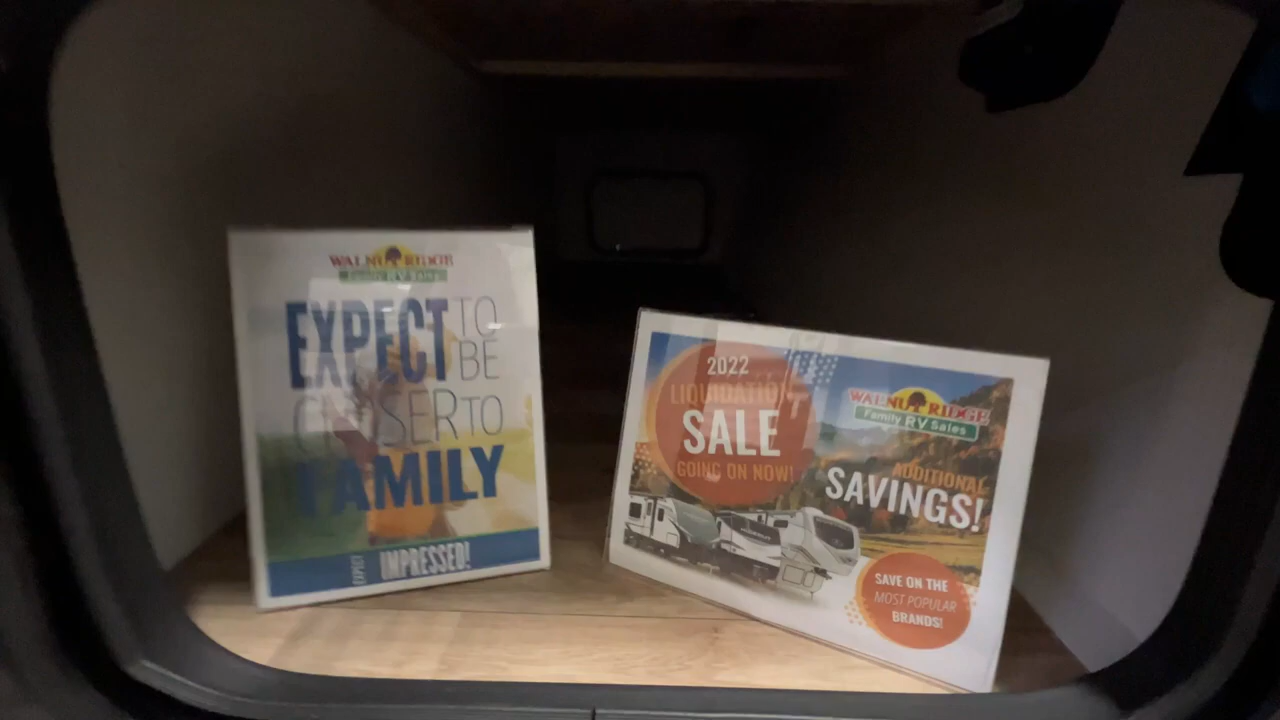 WALNUT RIDGE
Family RV Sales
EXPECT TO BE
CLOSER TO
FAMILY
EXPECT IMPRESSED!
2022
LIQUIDATION
SALE
GOING ON NOW!
WALNUT RIDGE
Family RV Sales
ADDITIONAL
SAVINGS!
SAVE ON THE
MOST POPULAR
BRANDS!